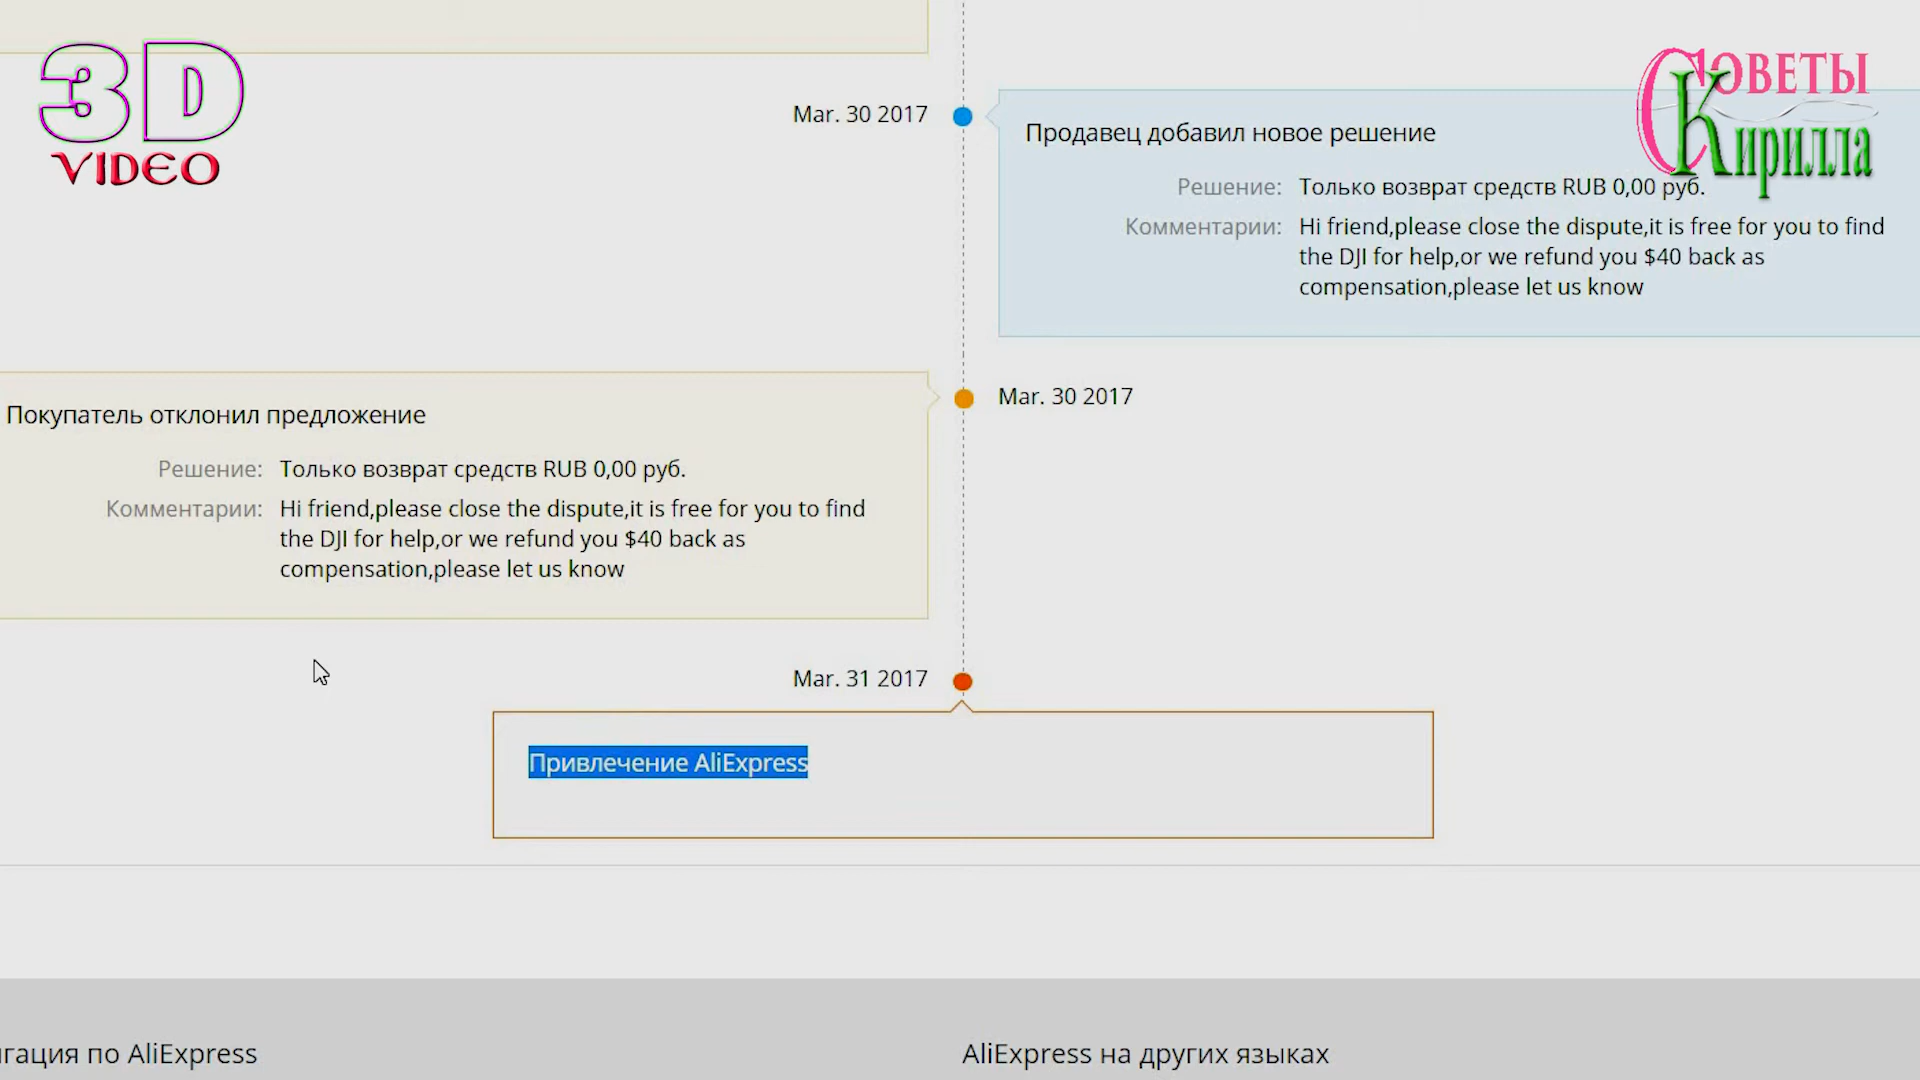 3D
VIDEO
Советы
Кирилла
Mar. 30 2017
Продавец добавил новое решение
Решение: Только возврат средств RUB 0,00 руб.
Комментарии: Hi friend,please close the dispute,it is free for you to find
the DJI for help,or we refund you $40 back as
compensation,please let us know
Mar. 30 2017
Покупатель отклонил предложение
Решение: Только возврат средств RUB 0,00 руб.
Комментарии: Hi friend,please close the dispute,it is free for you to find
the DJI for help,or we refund you $40 back as
compensation,please let us know
Mar. 31 2017
Привлечение AliExpress
гация по AliExpress
AliExpress на других языках